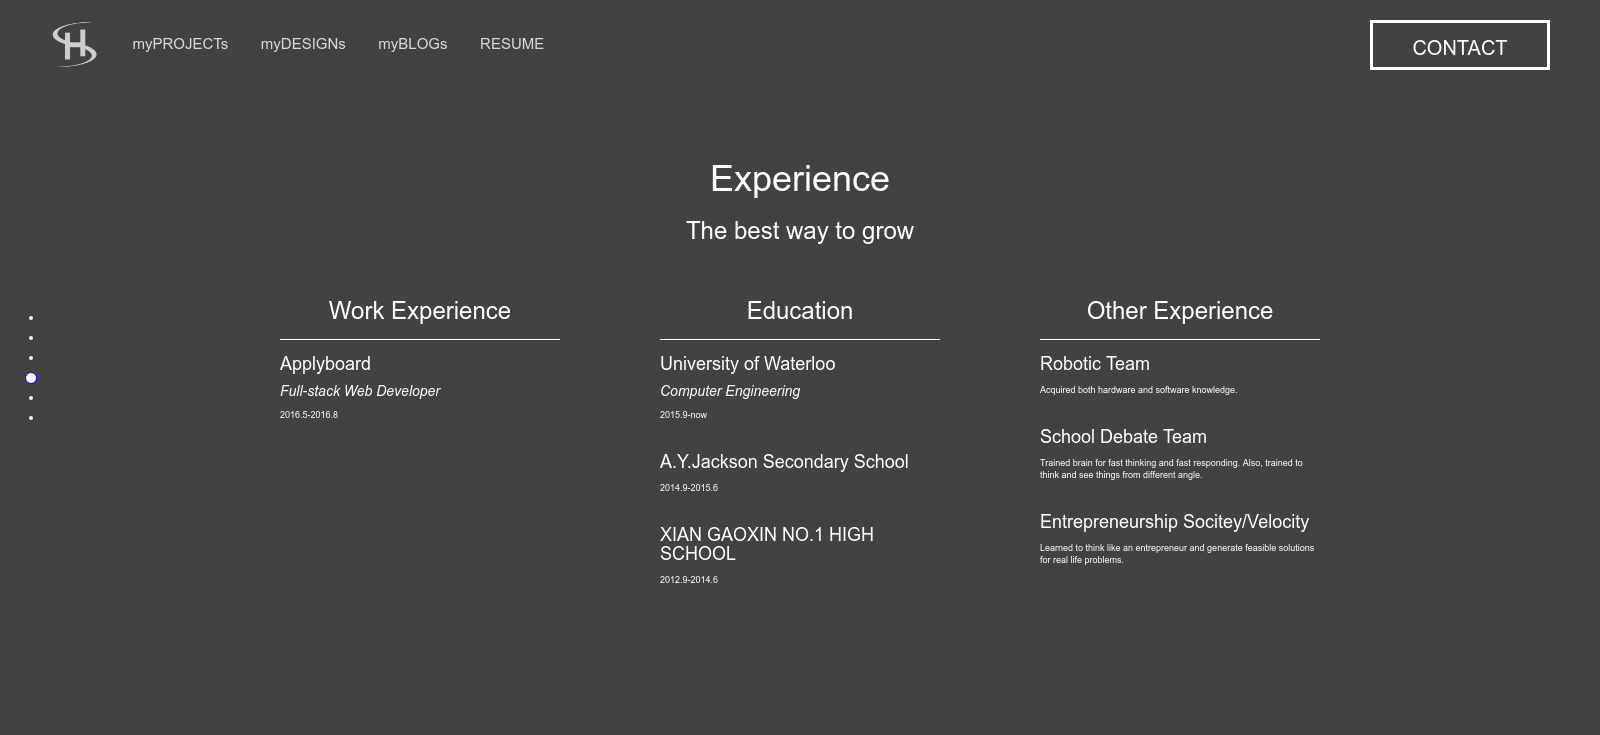 SH
myPROJECTs
myDESIGNs
myBLOGs
RESUME
CONTACT
Experience
The best way to grow
Work Experience
Applyboard
Full-stack Web Developer
2016.5-2016.8
Education
University of Waterloo
Computer Engineering
2015.9-now
A.Y.Jackson Secondary School
2014.9-2015.6
XIAN GAOXIN NO.1 HIGH
SCHOOL
2012.9-2014.6
Other Experience
Robotic Team
Acquired both hardware and software knowledge.
School Debate Team
Trained brain for fast thinking and fast responding. Also, trained to
think and see things from different angle.
Entrepreneurship Socitey/Velocity
Learned to think like an entrepreneur and generate feasible solutions
for real life problems.